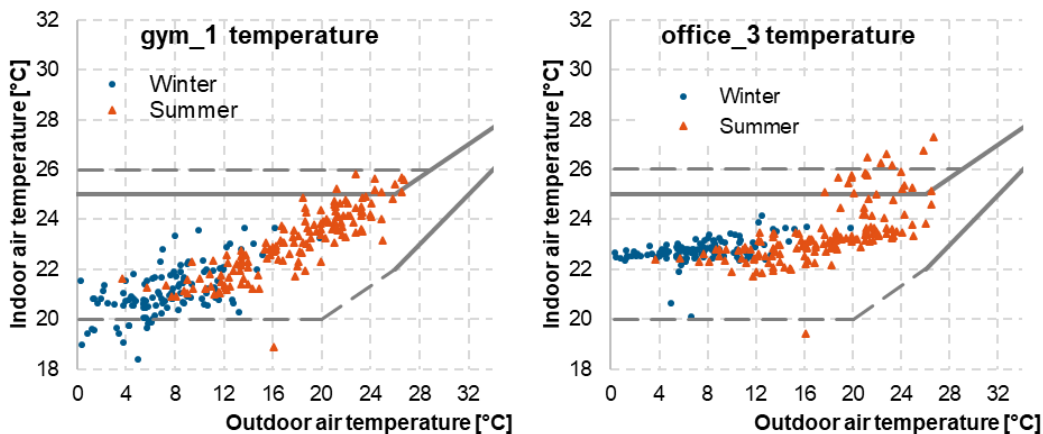 gym_1 temperature
Winter
Summer
Indoor air temperature [°C]
32
30
28
26
24
22
20
18
0 4 8 12 16 20 24 28 32
Outdoor air temperature [°C]
office_3 temperature
Winter
Summer
Indoor air temperature [°C]
32
30
28
26
24
22
20
18
0 4 8 12 16 20 24 28 32
Outdoor air temperature [°C]